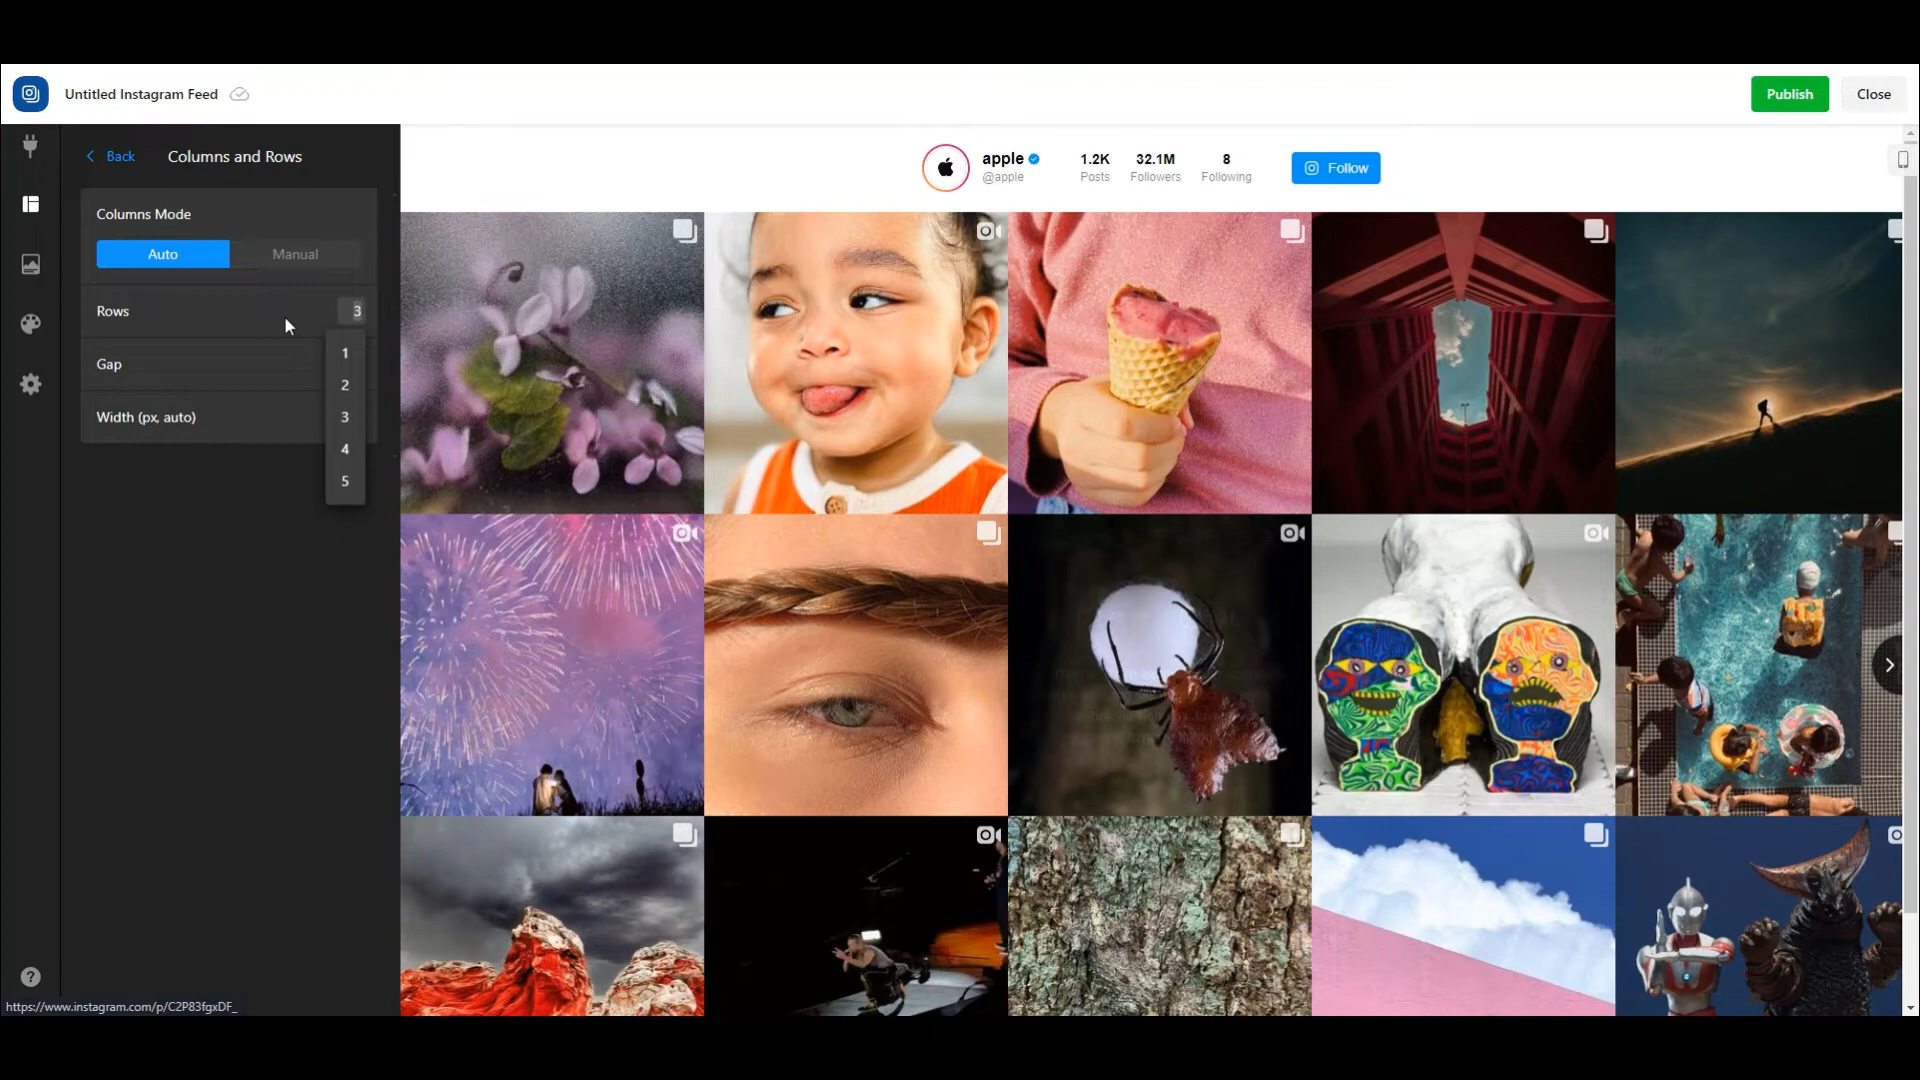 Untitled Instagram Feed
Publish
Close
Back
Columns and Rows
Columns Mode
Auto
Manual
Rows
3
Gap
Width (px, auto)
1
2
3
4
5
apple
@apple
1.2K
Posts
32.1M
Followers
8
Following
Follow
?
https://www.instagram.com/p/C2P83fgxDF_